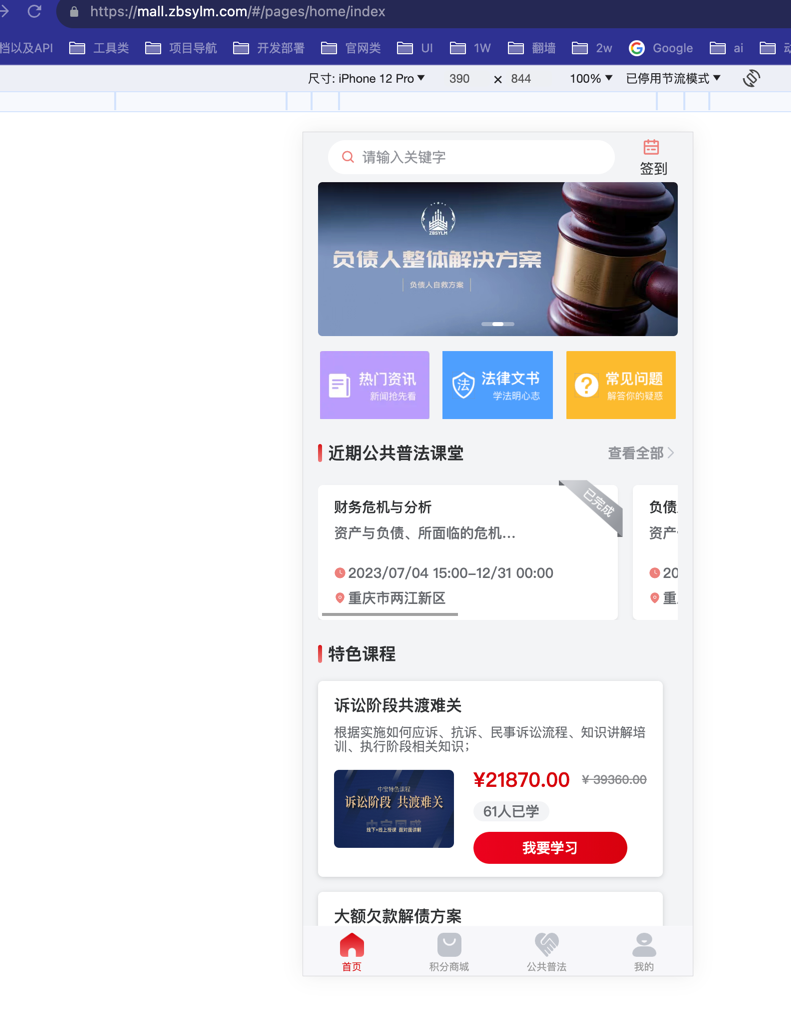 https://mall.zbsylm.com/#/pages/home/index
档以及API 工具类 项目导航 开发部署 官网类 UI 1W 翻墙 2w Google ai
尺寸: iPhone 12 Pro ▼ 390 × 844 100% ▼ 已停用节流模式 ▼
请输入关键字
签到
ZBSYLM
负债人整体解决方案
负债人自救方案
热门资讯
新闻抢先看
法
法律文书
学法明心志
常见问题
解答你的疑惑
近期公共普法课堂 查看全部
已完成
财务危机与分析
资产与负债、所面临的危机...
2023/07/04 15:00-12/31 00:00
重庆市两江新区
负债
资产
20
重
特色课程
诉讼阶段共渡难关
根据实施如何应诉、抗诉、民事诉讼流程、知识讲解培
训、执行阶段相关知识；
诉讼阶段 共渡难关
线下+线上授课 面对面讲解
¥21870.00 ¥ 39360.00
61人已学
我要学习
大额欠款解债方案
首页 积分商城 公共普法 我的